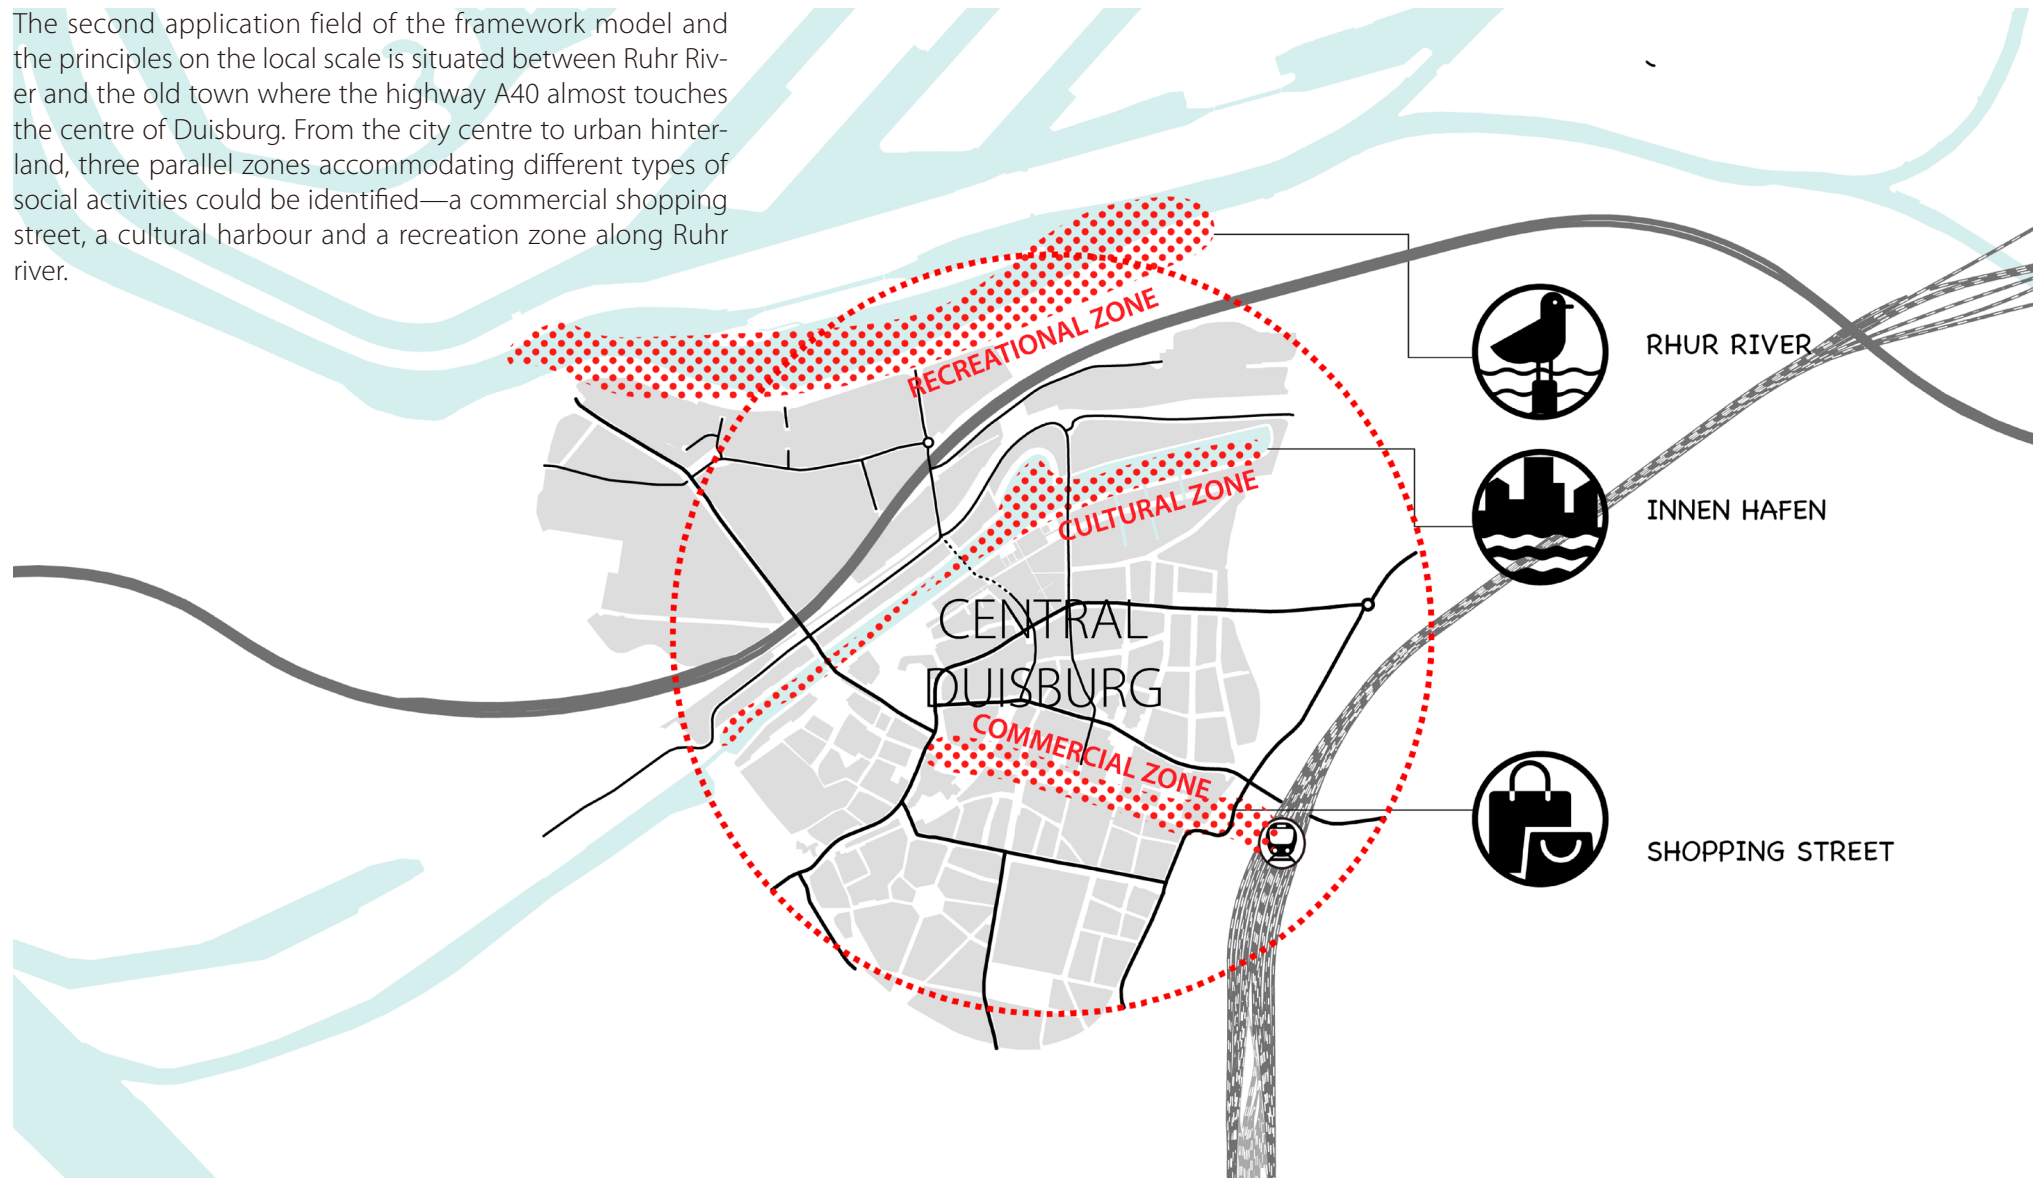 The second application field of the framework model and
the principles on the local scale is situated between Ruhr Riv-
er and the old town where the highway A40 almost touches
the centre of Duisburg. From the city centre to urban hinter-
land, three parallel zones accommodating different types of
social activities could be identified—a commercial shopping
street, a cultural harbour and a recreation zone along Ruhr
river.
RECREATIONAL ZONE
RHUR RIVER
CULTURAL ZONE
INNEN HAFEN
CENTRAL
DUISBURG
COMMERCIAL ZONE
SHOPPING STREET